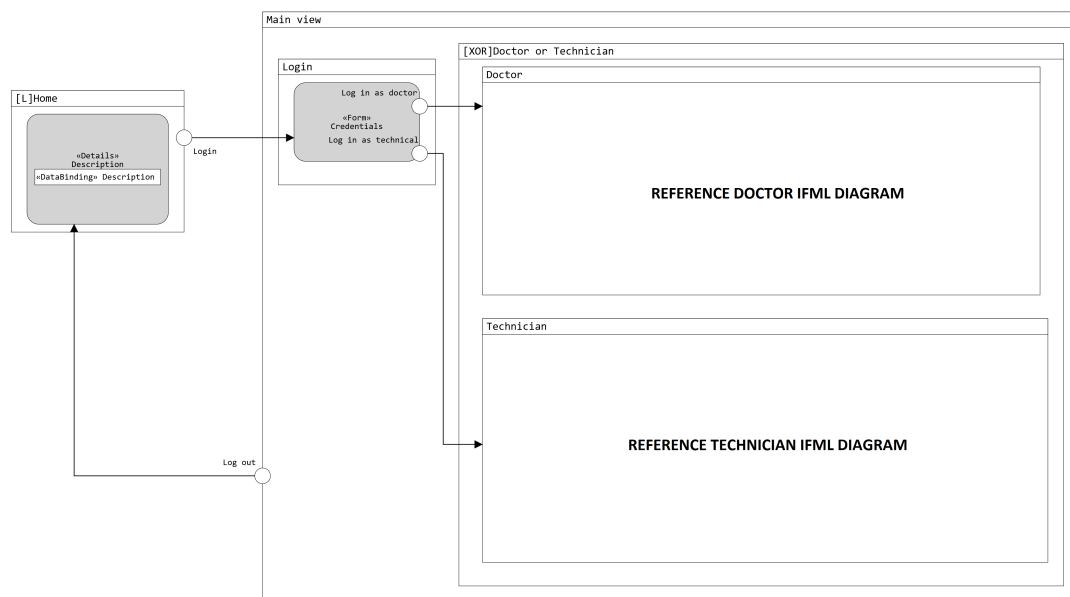 Main view
[XOR]Doctor or Technician
Login
Doctor
Log in as doctor
[L]Home
«Form»
Credentials
Log in as technical
Login
«Details»
Description
«DataBinding» Description
REFERENCE DOCTOR IFML DIAGRAM
Technician
REFERENCE TECHNICIAN IFML DIAGRAM
Log out